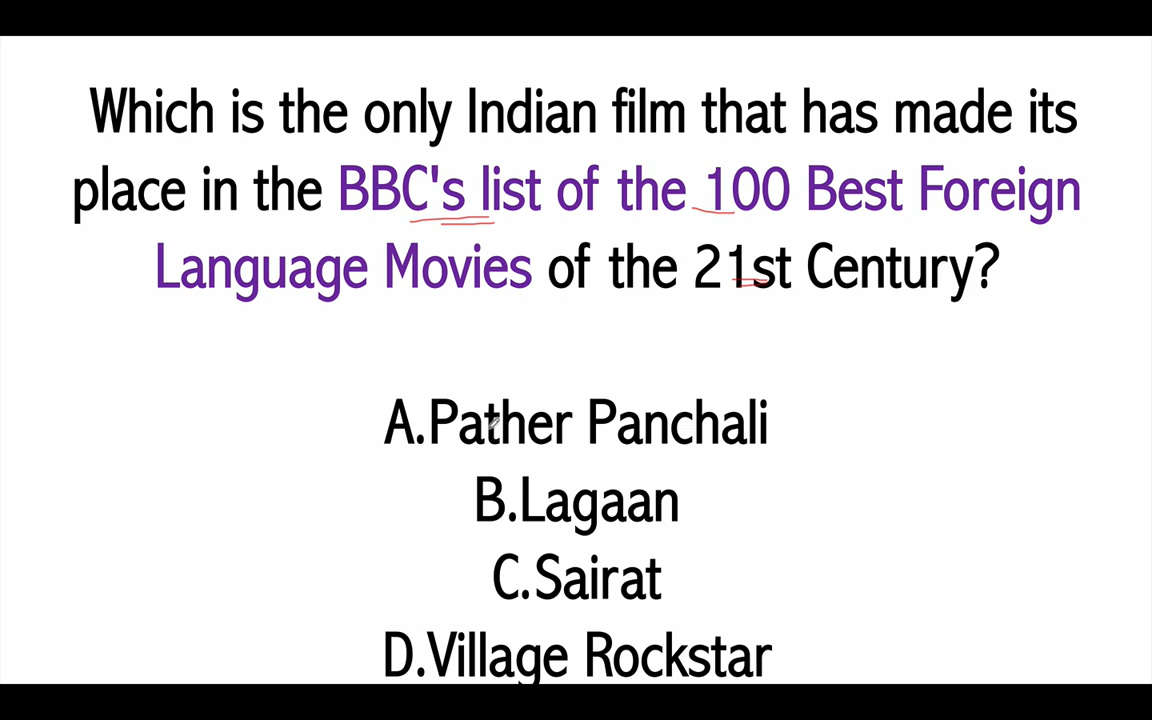 Which is the only Indian film that has made its
place in the BBC's list of the 100 Best Foreign
Language Movies of the 21st Century?
A.Pather Panchali
B.Lagaan
C.Sairat
D.Village Rockstar